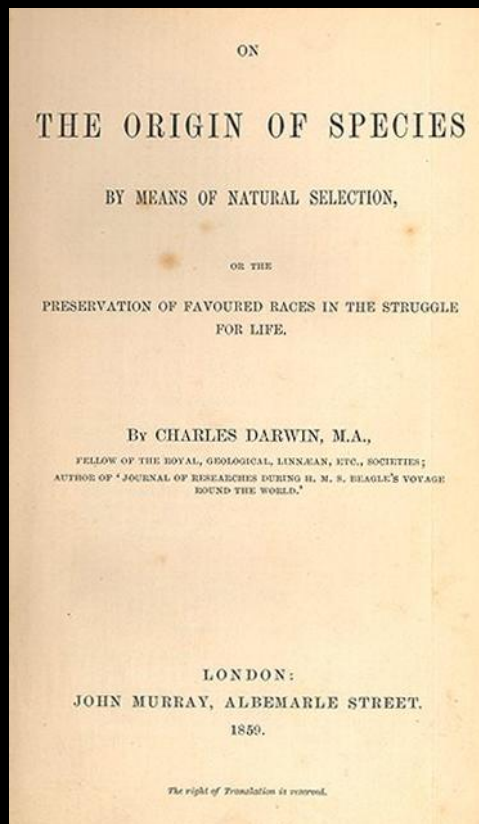 ON
THE ORIGIN OF SPECIES
BY MEANS OF NATURAL SELECTION,
OR THE
PRESERVATION OF FAVOURED RACES IN THE STRUGGLE
FOR LIFE.
BY CHARLES DARWIN, M.A.,
FELLOW OF THE ROYAL, GEOLOGICAL, LINNÆAN, ETC., SOCIETIES;
AUTHOR OF 'JOURNAL OF RESEARCHES DURING H. M. S. BEAGLE'S VOYAGE
ROUND THE WORLD.'
LONDON:
JOHN MURRAY, ALBEMARLE STREET.
1859.
The right of Translation is reserved.